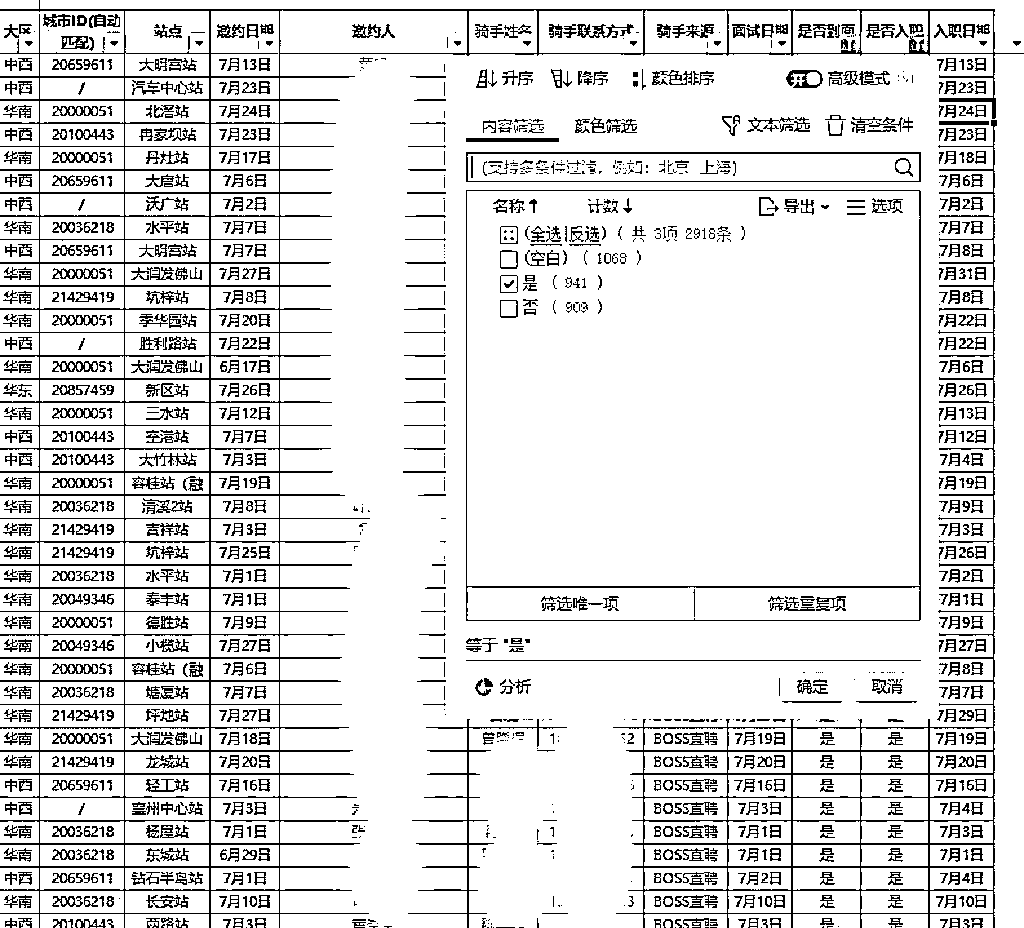 大区 城市ID(自动匹配) 站点 邀约日期 邀约人 骑手姓名 骑手联系方式 骑手来源 面试日期 是否到面 是否入职 入职日期
中西 20659611 大明宫站 7月13日 7月13日
中西 / 汽车中心站 7月23日 7月23日
华南 20000051 北滘站 7月24日 7月24日
中西 20100443 冉家坝站 7月23日 7月23日
华南 20000051 丹灶站 7月17日 7月18日
中西 20659611 大唐站 7月6日 7月6日
中西 / 沃广站 7月2日 7月2日
华南 20036218 水平站 7月7日 7月7日
中西 20659611 大明宫站 7月7日 7月8日
华南 20000051 大润发佛山 7月27日 7月31日
华南 21429419 坑梓站 7月8日 7月8日
华南 20000051 季华园站 7月20日 7月22日
中西 / 胜利路站 7月22日 7月22日
华南 20000051 大润发佛山 6月17日 7月6日
华东 20857459 新区站 7月26日 7月26日
华南 20000051 三水站 7月12日 7月13日
中西 20100443 空港站 7月7日 7月12日
中西 20100443 大竹林站 7月3日 7月4日
华南 20000051 容桂站（融 7月19日 7月19日
华南 20036218 清溪2站 7月8日 7月9日
华南 21429419 吉祥站 7月3日 7月3日
华南 21429419 坑梓站 7月25日 7月26日
华南 20036218 水平站 7月1日 7月2日
华南 20049346 泰丰站 7月1日 7月1日
华南 20000051 德胜站 7月9日 7月9日
华南 20049346 小榄站 7月27日 7月27日
华南 20000051 容桂站（融 7月6日 7月8日
华南 20036218 塘厦站 7月7日 7月7日
华南 21429419 坪地站 7月27日 7月29日
华南 20000051 大润发佛山 7月18日 BOSS直聘 7月19日 是 是 7月19日
华南 21429419 龙城站 7月20日 BOSS直聘 7月20日 是 是 7月20日
中西 20659611 轻工站 7月16日 BOSS直聘 7月16日 是 是 7月16日
中西 / 中心站 7月3日 BOSS直聘 7月3日 是 是 7月4日
华南 20036218 杨屋站 7月1日 BOSS直聘 7月1日 是 是 7月3日
华南 20036218 东城站 6月29日 BOSS直聘 7月1日 是 是 7月1日
中西 20659611 钻石半岛站 7月1日 BOSS直聘 7月2日 是 是 7月4日
华南 20036218 长安站 7月10日 BOSS直聘 7月10日 是 是 7月10日
中西 20100443 两路站 7月3日 BOSS直聘 7月3日 是 是 7月3日
升序 降序 颜色排序 开 高级模式
内容筛选 颜色筛选 文本筛选 清空条件
(支持多条件过滤，例如：北京 上海)
名称↑ 计数↓ 导出 选项
(全选|反选) ( 共 3项 2918条 )
(空白) ( 1068 )
是 ( 941 )
否 ( 909 )
筛选唯一项 筛选重复项
等于 "是"
分析 确定 取消